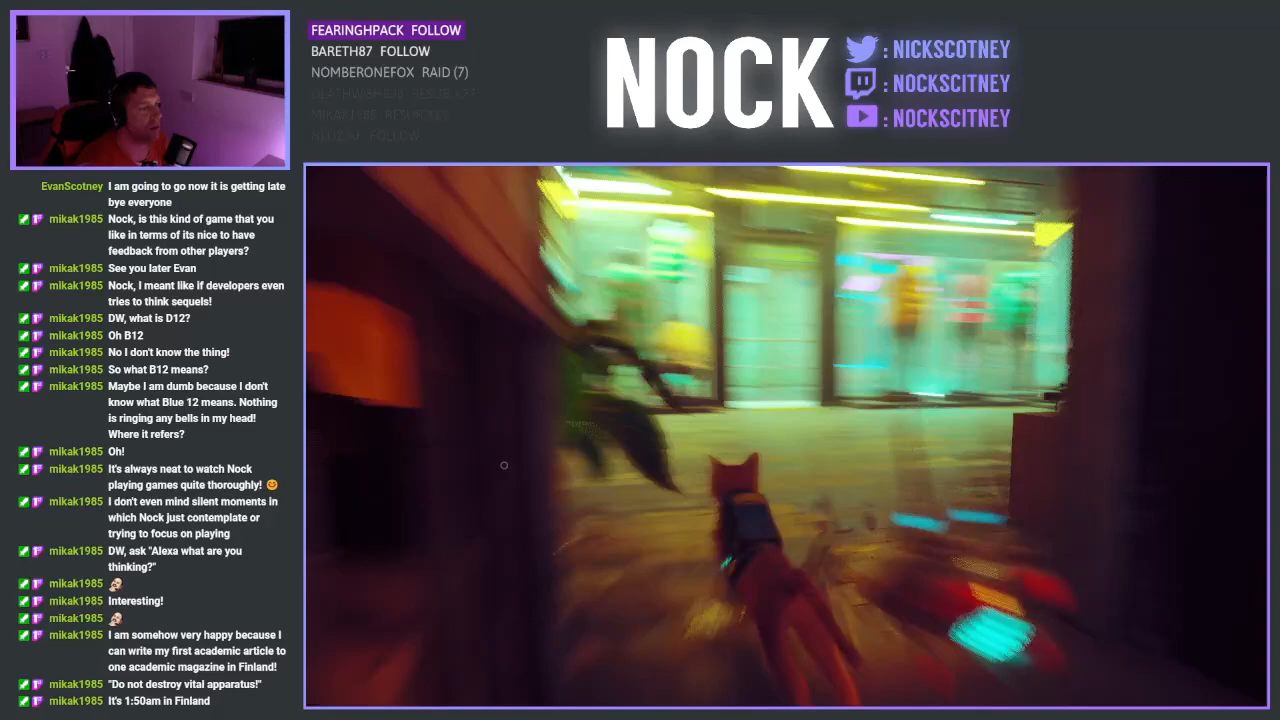 FEARINGHPACK FOLLOW
BARETH87 FOLLOW
NOMBERONEFOX RAID (7)
NOCK
: NICKSCOTNEY
: NOCKSCITNEY
: NOCKSCITNEY
EvanScotney I am going to go now it is getting late
bye everyone
mikak1985 Nock, is this kind of game that you
like in terms of its nice to have
feedback from other players?
mikak1985 See you later Evan
mikak1985 Nock, I meant like if developers even
tries to think sequels!
mikak1985 DW, what is D12?
mikak1985 Oh B12
mikak1985 No I don't know the thing!
mikak1985 So what B12 means?
mikak1985 Maybe I am dumb because I don't
know what Blue 12 means. Nothing
is ringing any bells in my head!
Where it refers?
mikak1985 Oh!
mikak1985 It's always neat to watch Nock
playing games quite thoroughly!
mikak1985 I don't even mind silent moments in
which Nock just contemplate or
trying to focus on playing
mikak1985 DW, ask "Alexa what are you
thinking?"
mikak1985
mikak1985 Interesting!
mikak1985
mikak1985 I am somehow very happy because I
can write my first academic article to
one academic magazine in Finland!
mikak1985 "Do not destroy vital apparatus!"
mikak1985 It's 1:50am in Finland